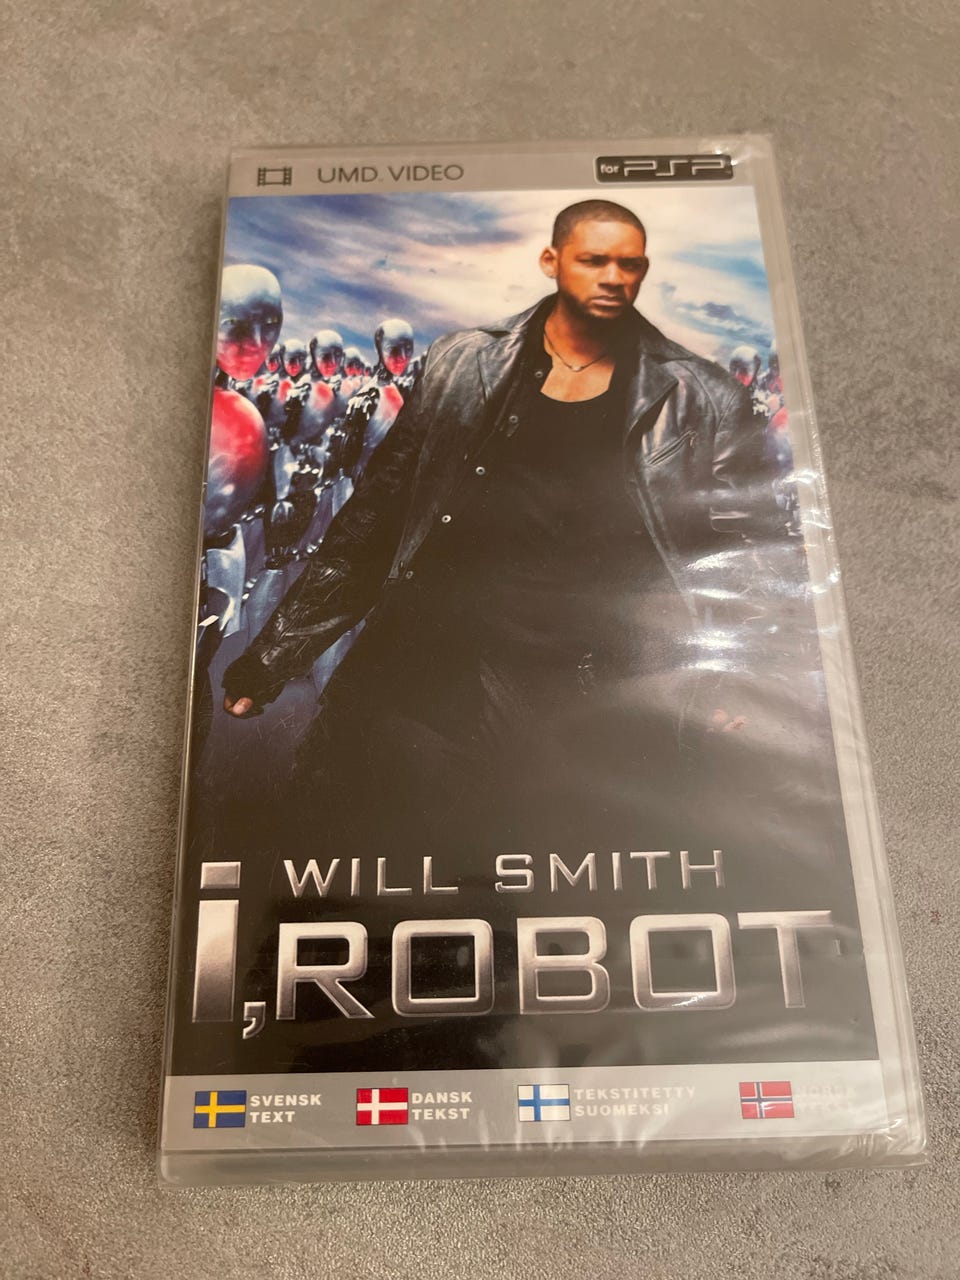 UMD. VIDEO
for PSP
WILL SMITH
i, ROBOT
SVENSK
TEXT
DANSK
TEKST
TEKSTITETTY
SUOMEKSI